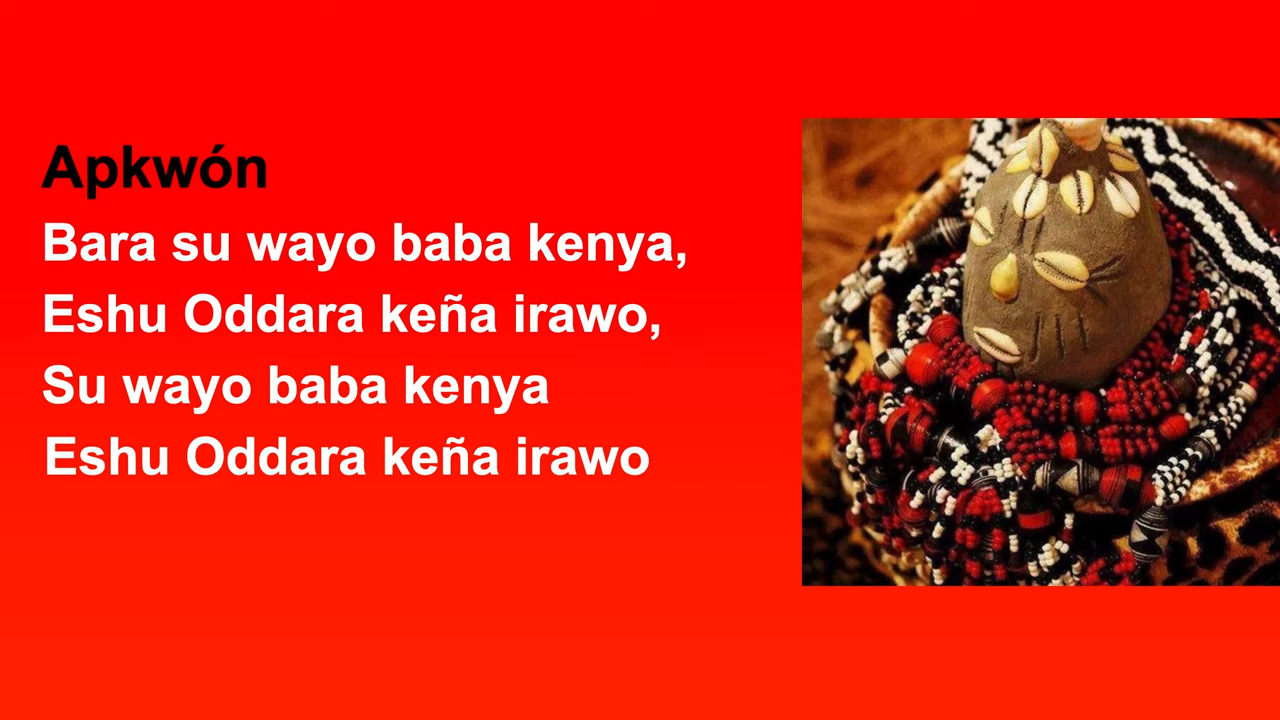 Apkwón
Bara su wayo baba kenya,
Eshu Oddara keña irawo,
Su wayo baba kenya
Eshu Oddara keña irawo